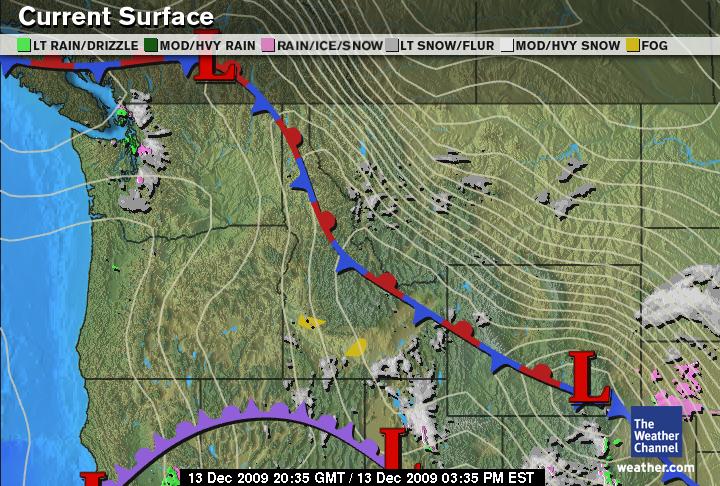 Current Surface
LT RAIN/DRIZZLE MOD/HVY RAIN RAIN/ICE/SNOW LT SNOW/FLUR MOD/HVY SNOW FOG
L
L
L
L
The
Weather
Channel
weather.com
13 Dec 2009 20:35 GMT / 13 Dec 2009 03:35 PM EST